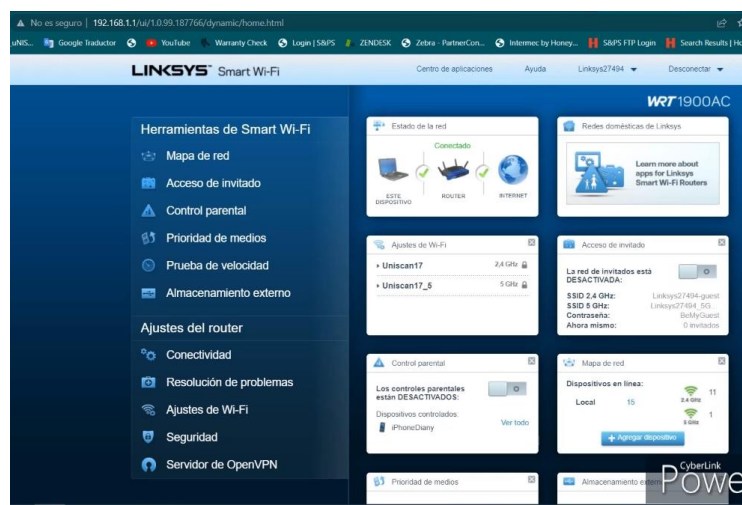 No es seguro | 192.168.1.1/ui/1.0.99.187766/dynamic/home.html
uNIS... Google Traductor YouTube Warranty Check Login | S&PS ZENDESK Zebra - PartnerCon... Intermec by Honey... S&PS FTP Login Search Results | Ho
LINKSYS Smart Wi-Fi
Centro de aplicaciones Ayuda Linksys27494 Desconectar
WRT1900AC
Herramientas de Smart Wi-Fi
Mapa de red
Acceso de invitado
Control parental
Prioridad de medios
Prueba de velocidad
Almacenamiento externo
Ajustes del router
Conectividad
Resolución de problemas
Ajustes de Wi-Fi
Seguridad
Servidor de OpenVPN
Estado de la red
Conectado
ESTE
DISPOSITIVO
ROUTER
INTERNET
Redes domésticas de Linksys
Learn more about
apps for Linksys
Smart Wi-Fi Routers
Ajustes de Wi-Fi
Uniscan17 2,4 GHz
Uniscan17_5 5 GHz
Acceso de invitado
La red de invitados está
DESACTIVADA:
SSID 2,4 GHz: Linksys27494-guest
SSID 5 GHz: Linksys27494_5G...
Contraseña: BeMyGuest
Ahora mismo: 0 invitados
Control parental
Los controles parentales
están DESACTIVADOS:
Dispositivos controlados:
iPhoneDiany
Ver todo
Mapa de red
Dispositivos en línea:
Local 15
11
2.4 GHz
1
5 GHz
Agregar dispositivo
Prioridad de medios
Almacenamiento extern
CyberLink
Powe